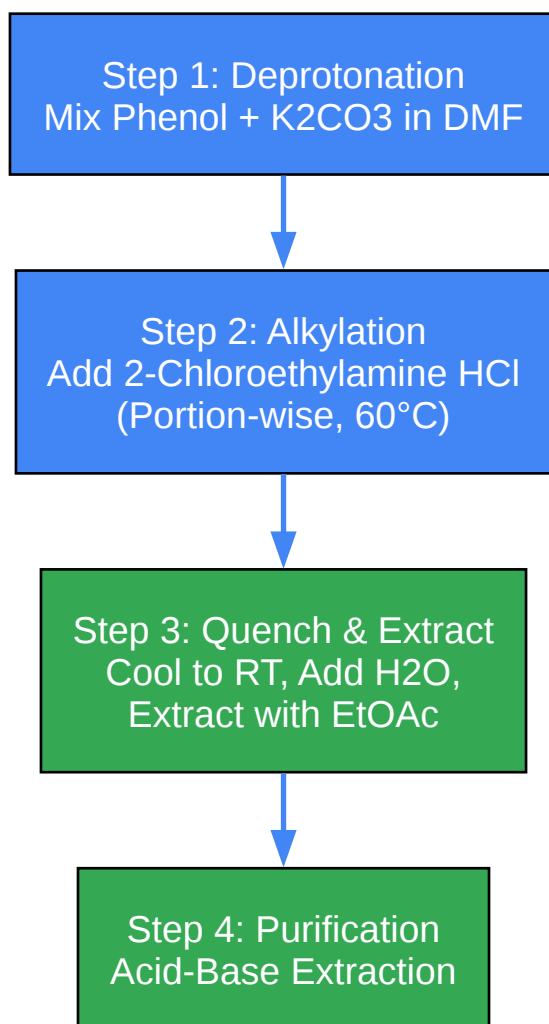 Step 1: Deprotonation
Mix Phenol + K2CO3 in DMF
Step 2: Alkylation
Add 2-Chloroethylamine HCl
(Portion-wise, 60°C)
Step 3: Quench & Extract
Cool to RT, Add H2O,
Extract with EtOAc
Step 4: Purification
Acid-Base Extraction